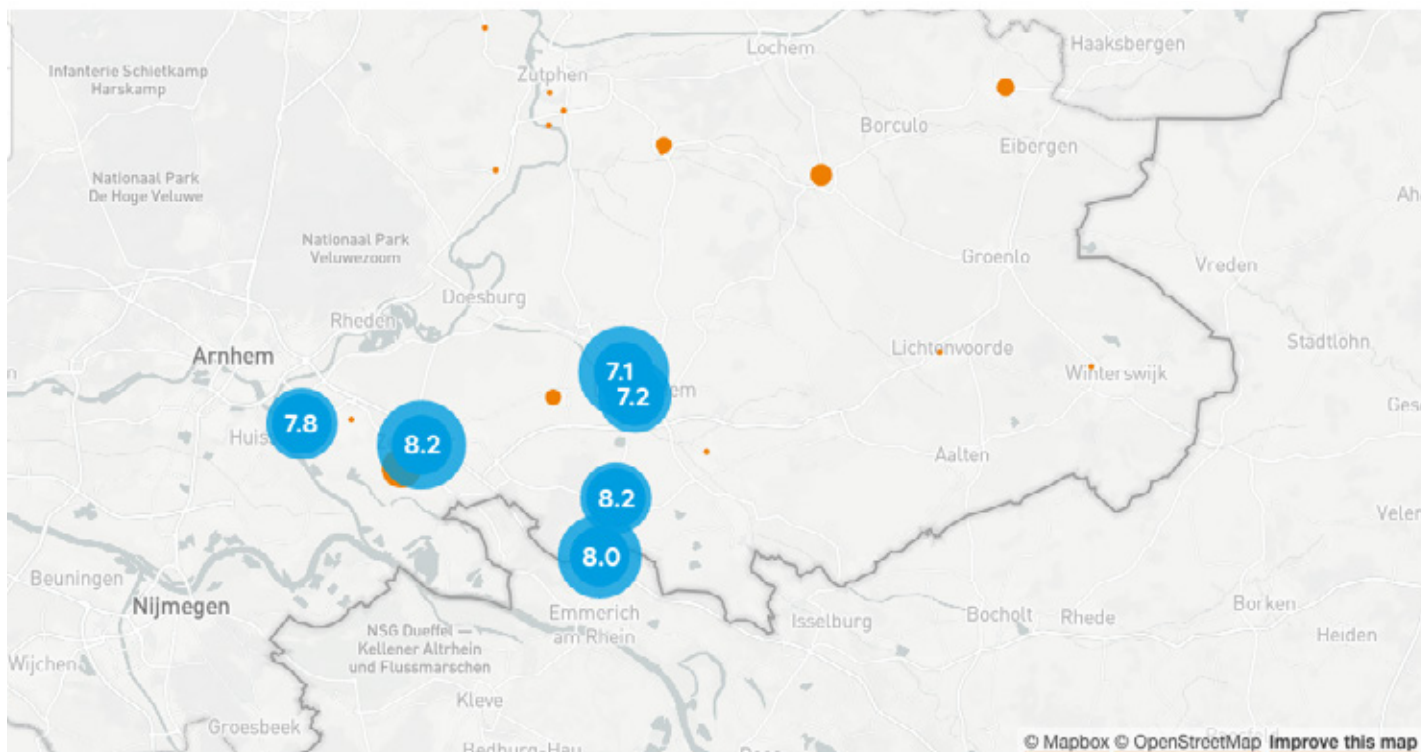 Lochem
Haaksbergen
Infanterie Schietkamp
Harskamp
Zutphen
Borculo
Eibergen
Nationaal Park
De Hoge Veluwe
Nationaal Park
Veluwezoom
Groenlo
Vreden
Doesburg
Rheden
Stadtlohn
Arnhem
Lichtenvoorde
7.1
Winterswijk
7.2
7.8
8.2
Aalten
8.2
8.0
Beuningen
Nijmegen
Emmerich
am Rhein
Isselburg
Bocholt
Rhede
Borken
Heiden
NSG Dueffel —
Kellener Altrhein
und Flussmarschen
Wijchen
Kleve
Groesbeek
© Mapbox © OpenStreetMap Improve this map